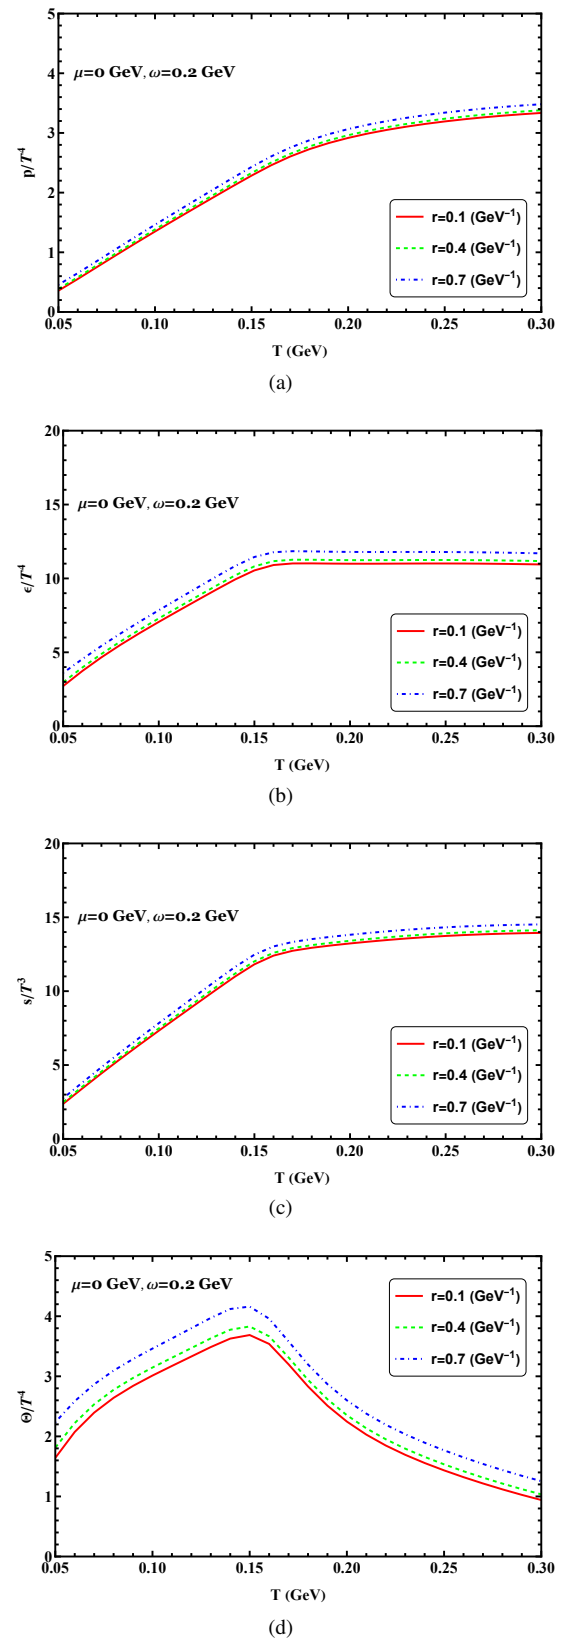 5
4
3
2
1
0
p/T⁴
μ=0 GeV, ω=0.2 GeV
r=0.1 (GeV⁻¹)
r=0.4 (GeV⁻¹)
r=0.7 (GeV⁻¹)
0.05 0.10 0.15 0.20 0.25 0.30
T (GeV)
(a)
20
15
10
5
0
ϵ/T⁴
μ=0 GeV, ω=0.2 GeV
r=0.1 (GeV⁻¹)
r=0.4 (GeV⁻¹)
r=0.7 (GeV⁻¹)
0.05 0.10 0.15 0.20 0.25 0.30
T (GeV)
(b)
20
15
10
5
0
s/T³
μ=0 GeV, ω=0.2 GeV
r=0.1 (GeV⁻¹)
r=0.4 (GeV⁻¹)
r=0.7 (GeV⁻¹)
0.05 0.10 0.15 0.20 0.25 0.30
T (GeV)
(c)
5
4
3
2
1
0
Θ/T⁴
μ=0 GeV, ω=0.2 GeV
r=0.1 (GeV⁻¹)
r=0.4 (GeV⁻¹)
r=0.7 (GeV⁻¹)
0.05 0.10 0.15 0.20 0.25 0.30
T (GeV)
(d)